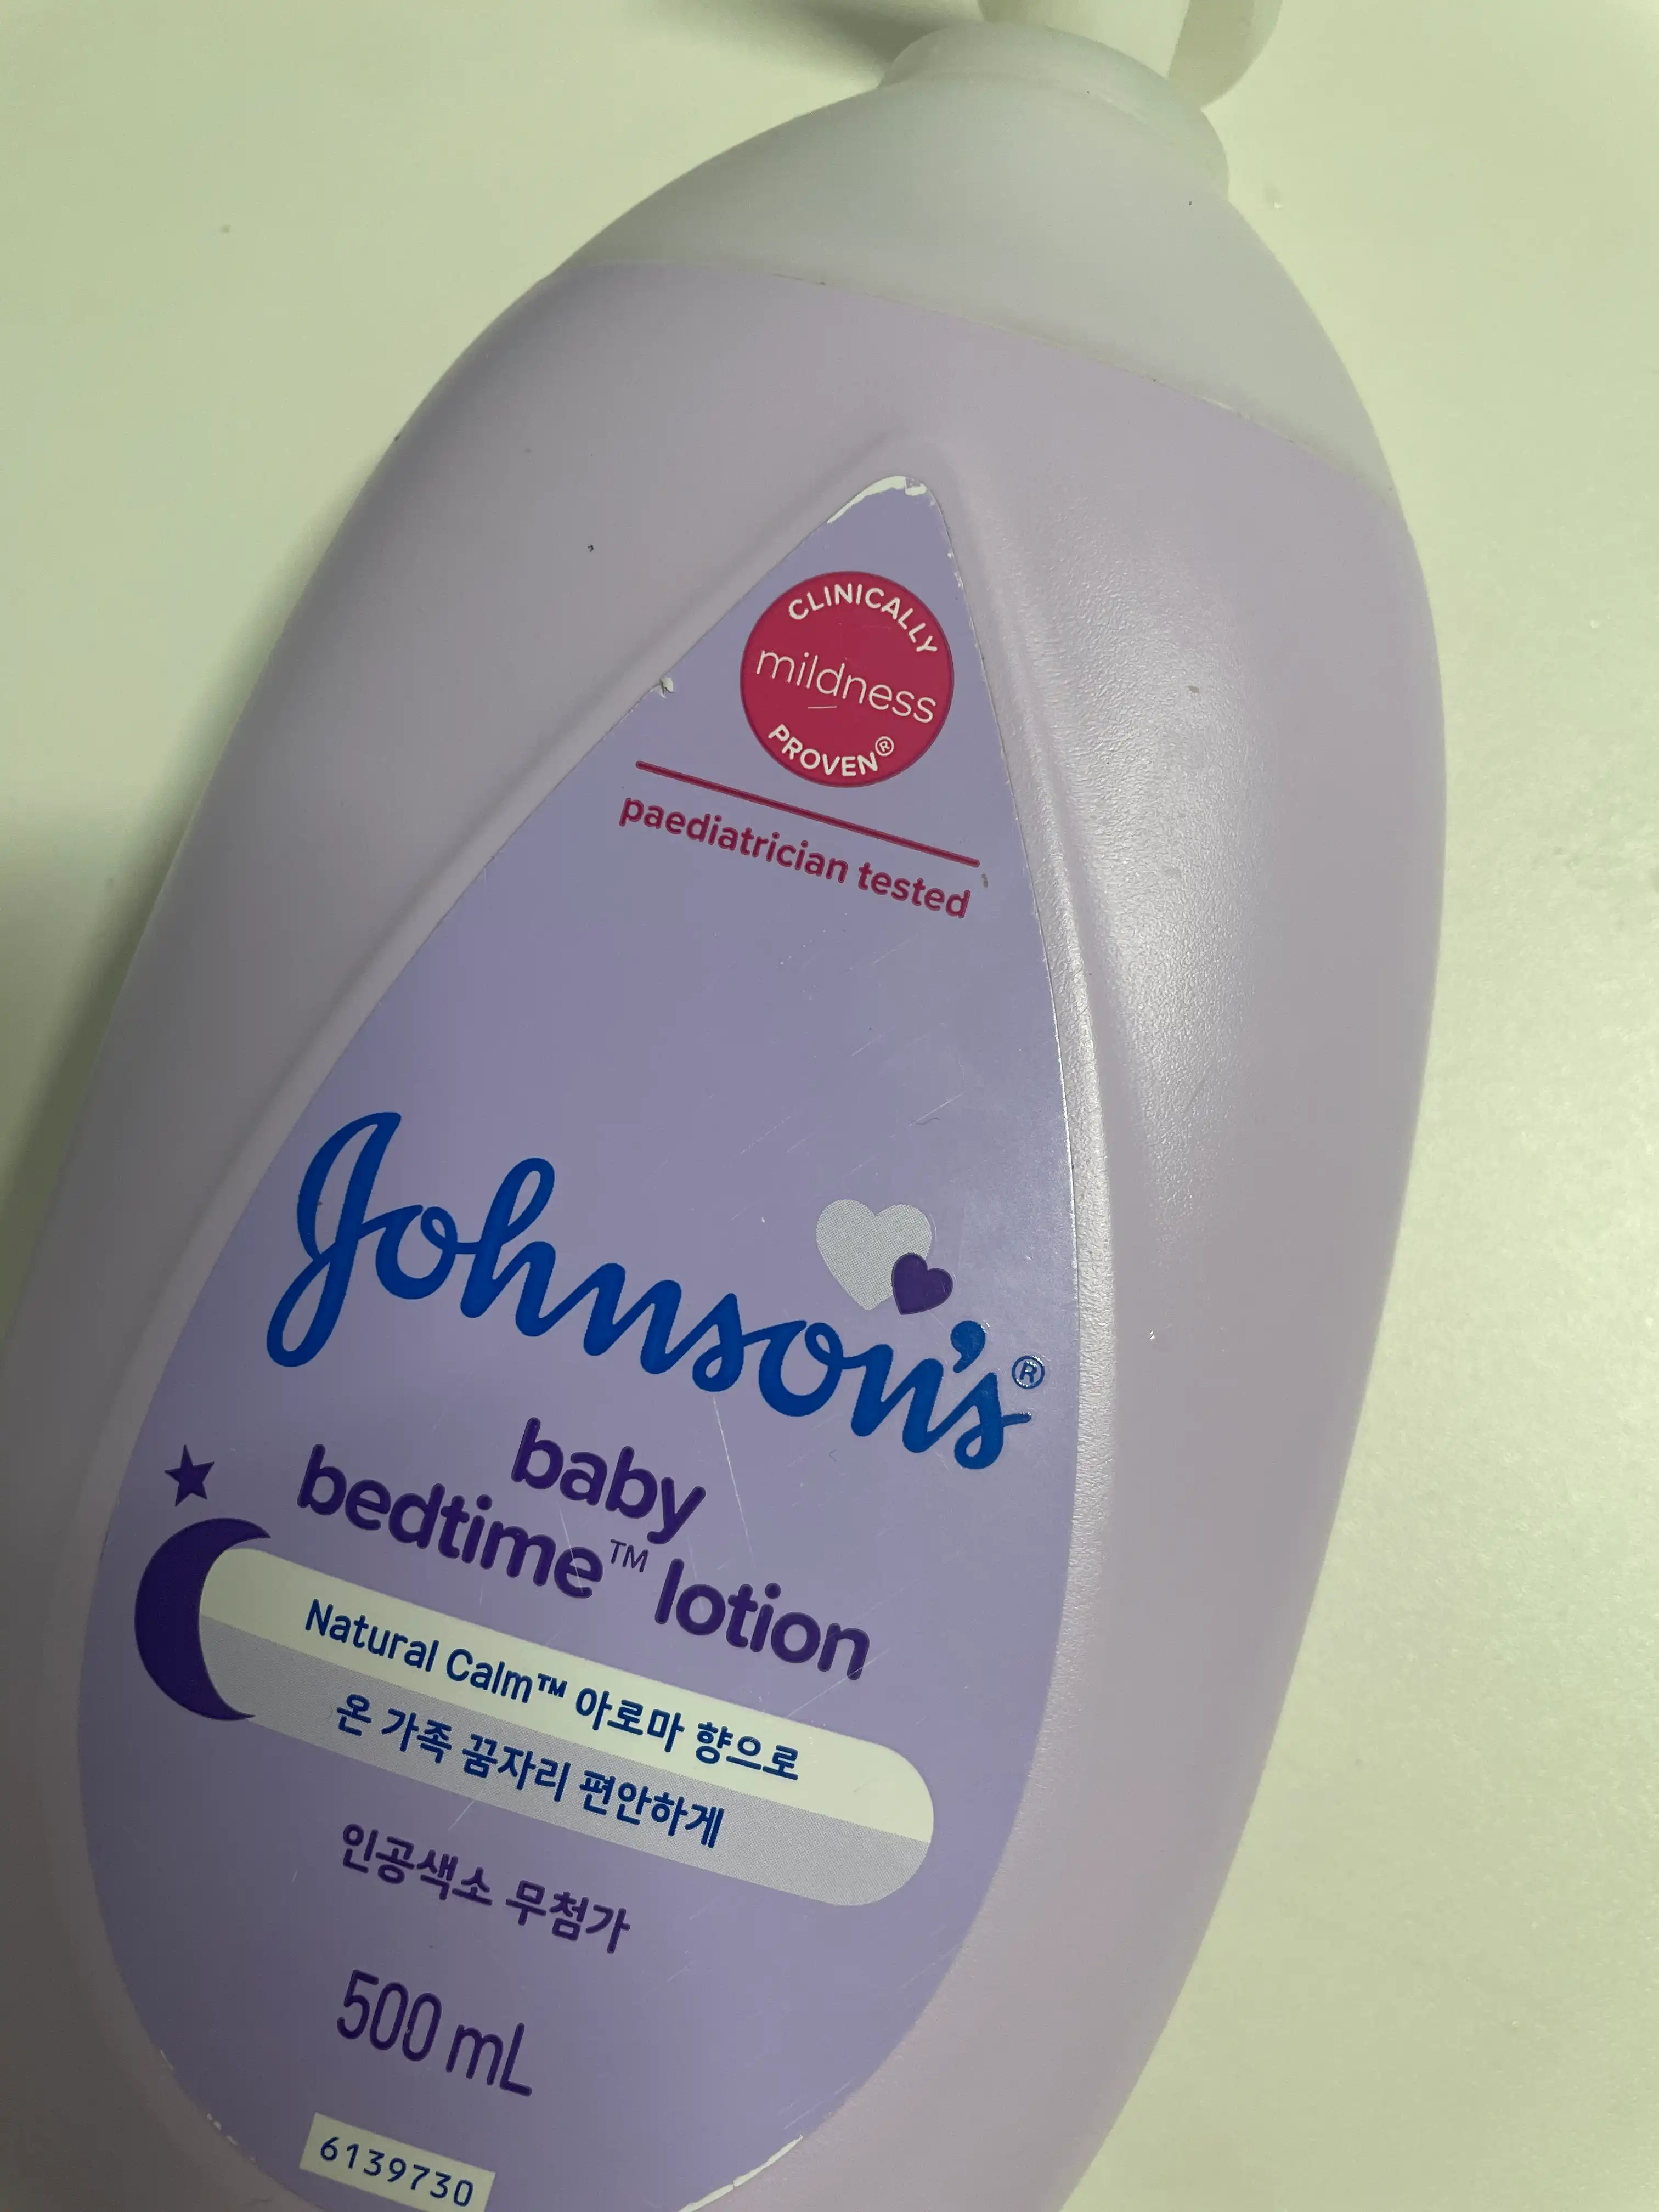 CLINICALLY
mildness
PROVEN®
paediatrician tested
Johnson's®
baby
bedtime™ lotion
Natural Calm™ 아로마 향으로
온 가족 꿈자리 편안하게
인공색소 무첨가
500 mL
6139730